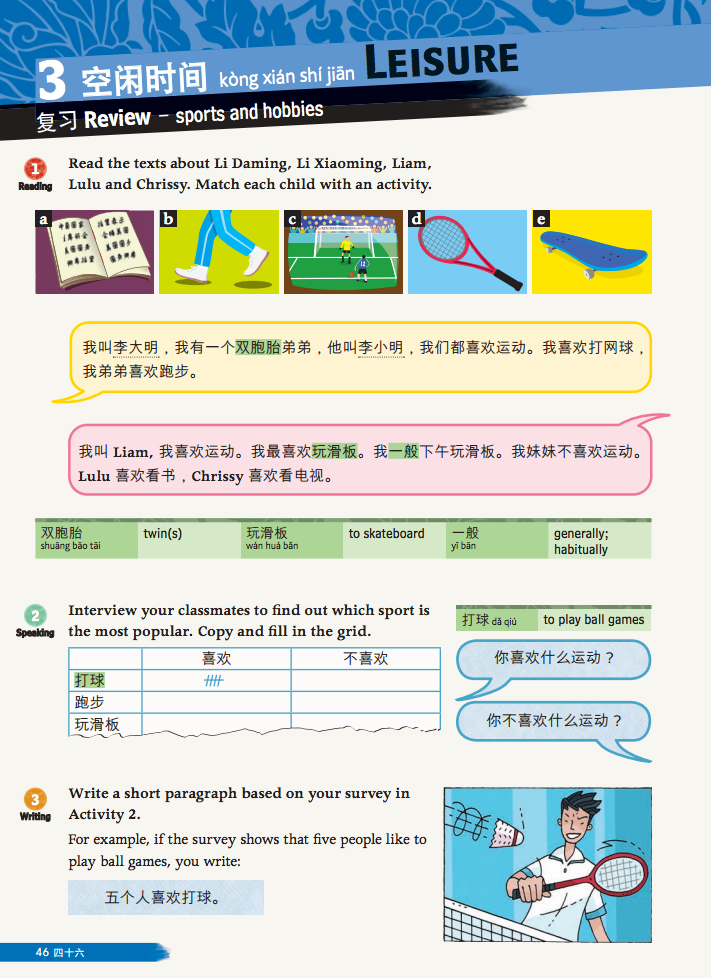 3 空闲时间 kòng xián shí jiān LEISURE
复习 Review – sports and hobbies
1
Reading
Read the texts about Li Daming, Li Xiaoming, Liam,
Lulu and Chrissy. Match each child with an activity.
a
b
c
d
e
我叫李大明，我有一个双胞胎弟弟，他叫李小明，我们都喜欢运动。我喜欢打网球，
我弟弟喜欢跑步。
我叫 Liam, 我喜欢运动。我最喜欢玩滑板。我一般下午玩滑板。我妹妹不喜欢运动。
Lulu 喜欢看书，Chrissy 喜欢看电视。
双胞胎 twin(s) 玩滑板 to skateboard 一般 generally;
shuāng bāo tāi wán huá bǎn yī bān habitually
2
Speaking
Interview your classmates to find out which sport is
the most popular. Copy and fill in the grid.
喜欢 不喜欢
打球
跑步
玩滑板
打球 dǎ qiú to play ball games
你喜欢什么运动？
你不喜欢什么运动？
3
Writing
Write a short paragraph based on your survey in
Activity 2.
For example, if the survey shows that five people like to
play ball games, you write:
五个人喜欢打球。
46 四十六